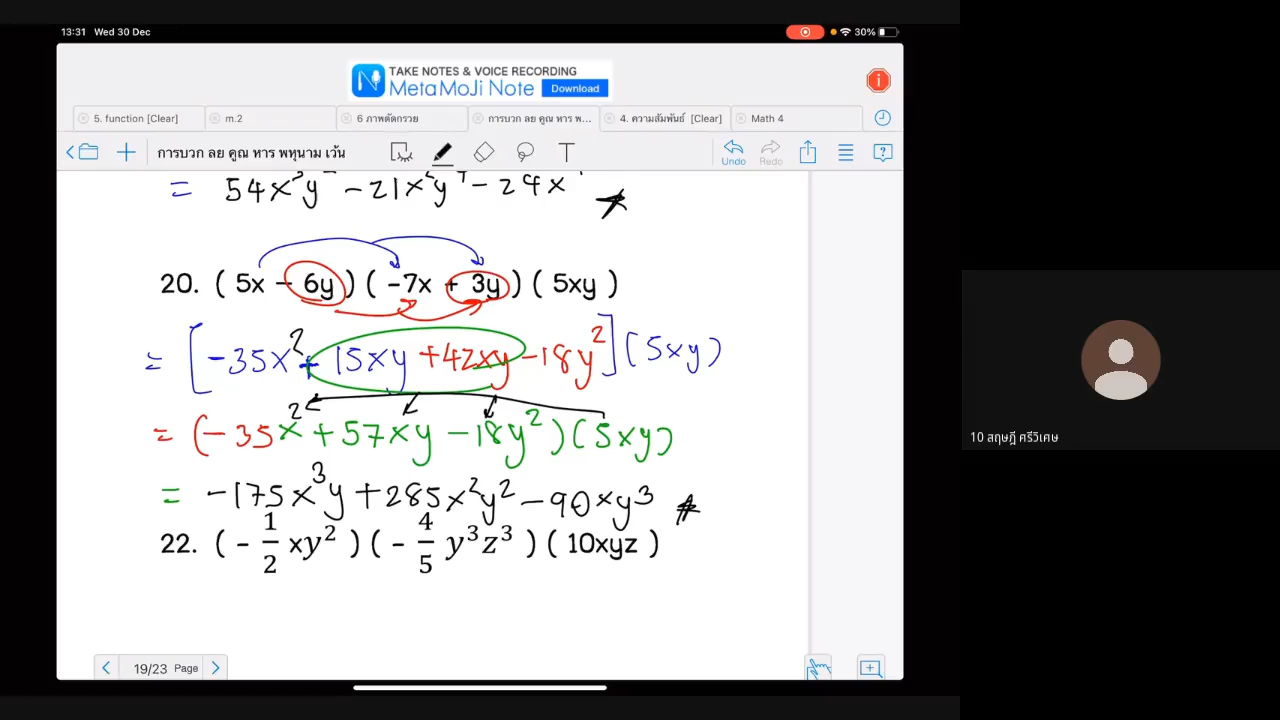 13:31 Wed 30 Dec 30%
TAKE NOTES & VOICE RECORDING
MetaMoJi Note Download
5. function [Clear] m.2 6 ภาพตัดกรวย การบวก ลย คูณ หาร พ... 4. ความสัมพันธ์ [Clear] Math 4
การบวก ลย คูณ หาร พหุนาม เว้น T Undo Redo
20. ( 5x – 6y ) ( -7x + 3y ) ( 5xy )
= [ -35x² + 15xy + 42xy - 18y² ] ( 5xy )
= ( -35x² + 57xy - 18y² ) ( 5xy )
= -175x³y + 285x²y² - 90xy³
22. ( - 1/2 xy² ) ( - 4/5 y³z³ ) ( 10xyz )
19/23 Page
10 สฤษฎี ศรีวิเศษ